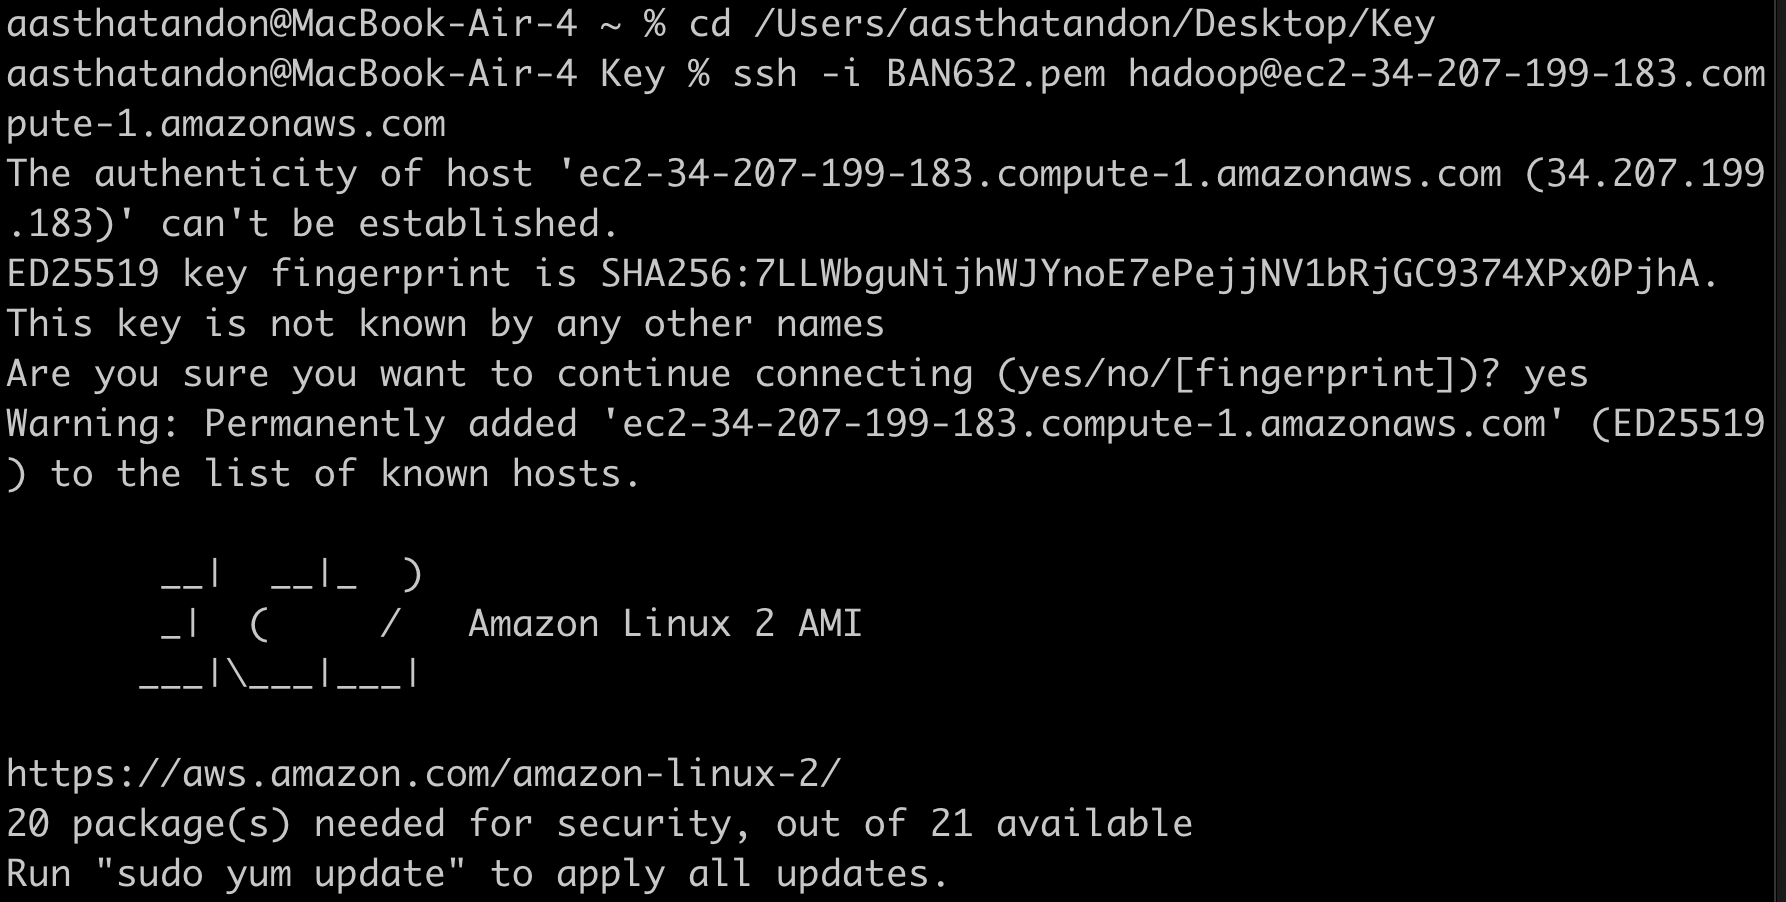 aasthatandon@MacBook-Air-4 ~ % cd /Users/aasthatandon/Desktop/Key
aasthatandon@MacBook-Air-4 Key % ssh -i BAN632.pem hadoop@ec2-34-207-199-183.com
pute-1.amazonaws.com
The authenticity of host 'ec2-34-207-199-183.compute-1.amazonaws.com (34.207.199
.183)' can't be established.
ED25519 key fingerprint is SHA256:7LLWbguNijhWJYnoE7ePejjNV1bRjGC9374XPx0PjhA.
This key is not known by any other names
Are you sure you want to continue connecting (yes/no/[fingerprint])? yes
Warning: Permanently added 'ec2-34-207-199-183.compute-1.amazonaws.com' (ED25519
) to the list of known hosts.

       __|  __|_  )
       _|  (     /   Amazon Linux 2 AMI
      ___|\___|___|

https://aws.amazon.com/amazon-linux-2/
20 package(s) needed for security, out of 21 available
Run "sudo yum update" to apply all updates.